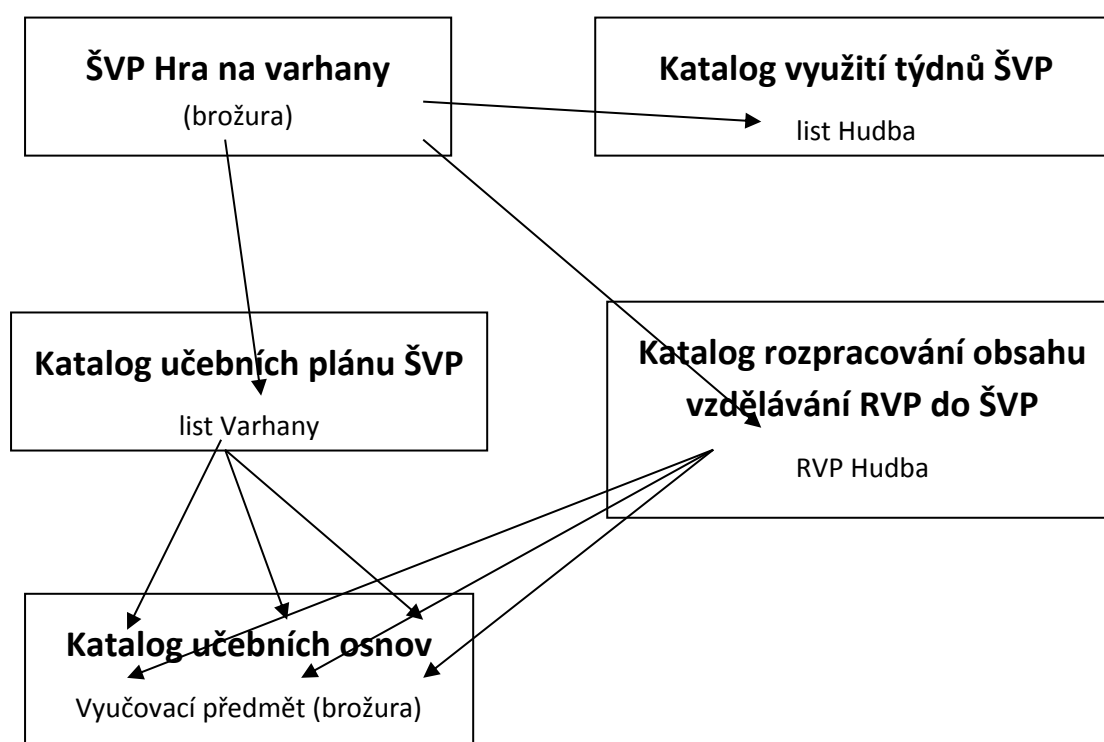 ŠVP Hra na varhany
(brožura)
Katalog využití týdnů ŠVP
list Hudba
Katalog učebních plánu ŠVP
list Varhany
Katalog rozpracování obsahu
vzdělávání RVP do ŠVP
RVP Hudba
Katalog učebních osnov
Vyučovací předmět (brožura)